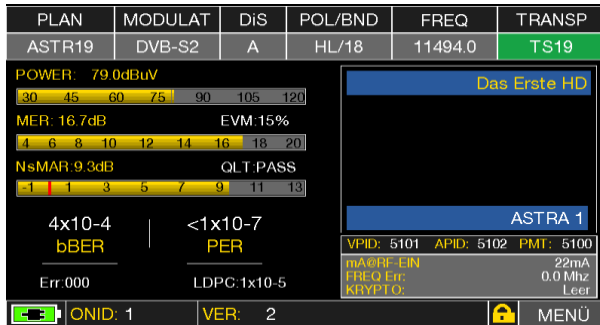 PLAN MODULAT DiS POL/BND FREQ TRANSP
ASTR19 DVB-S2 A HL/18 11494.0 TS19
POWER: 79.0dBuV
30 45 60 75 90 105 120
MER: 16.7dB EVM:15%
4 6 8 10 12 14 16 18 20
NsMAR:9.3dB QLT:PASS
-1 1 3 5 7 9 11 13
4x10-4 <1x10-7
bBER PER
Err:000 LDPC:1x10-5
Das Erste HD
ASTRA 1
VPID: 5101 APID: 5102 PMT: 5100
mA@RF-EIN 22mA
FREQ Err: 0.0 Mhz
KRYPTO: Leer
ONID: 1 VER: 2 MENÜ